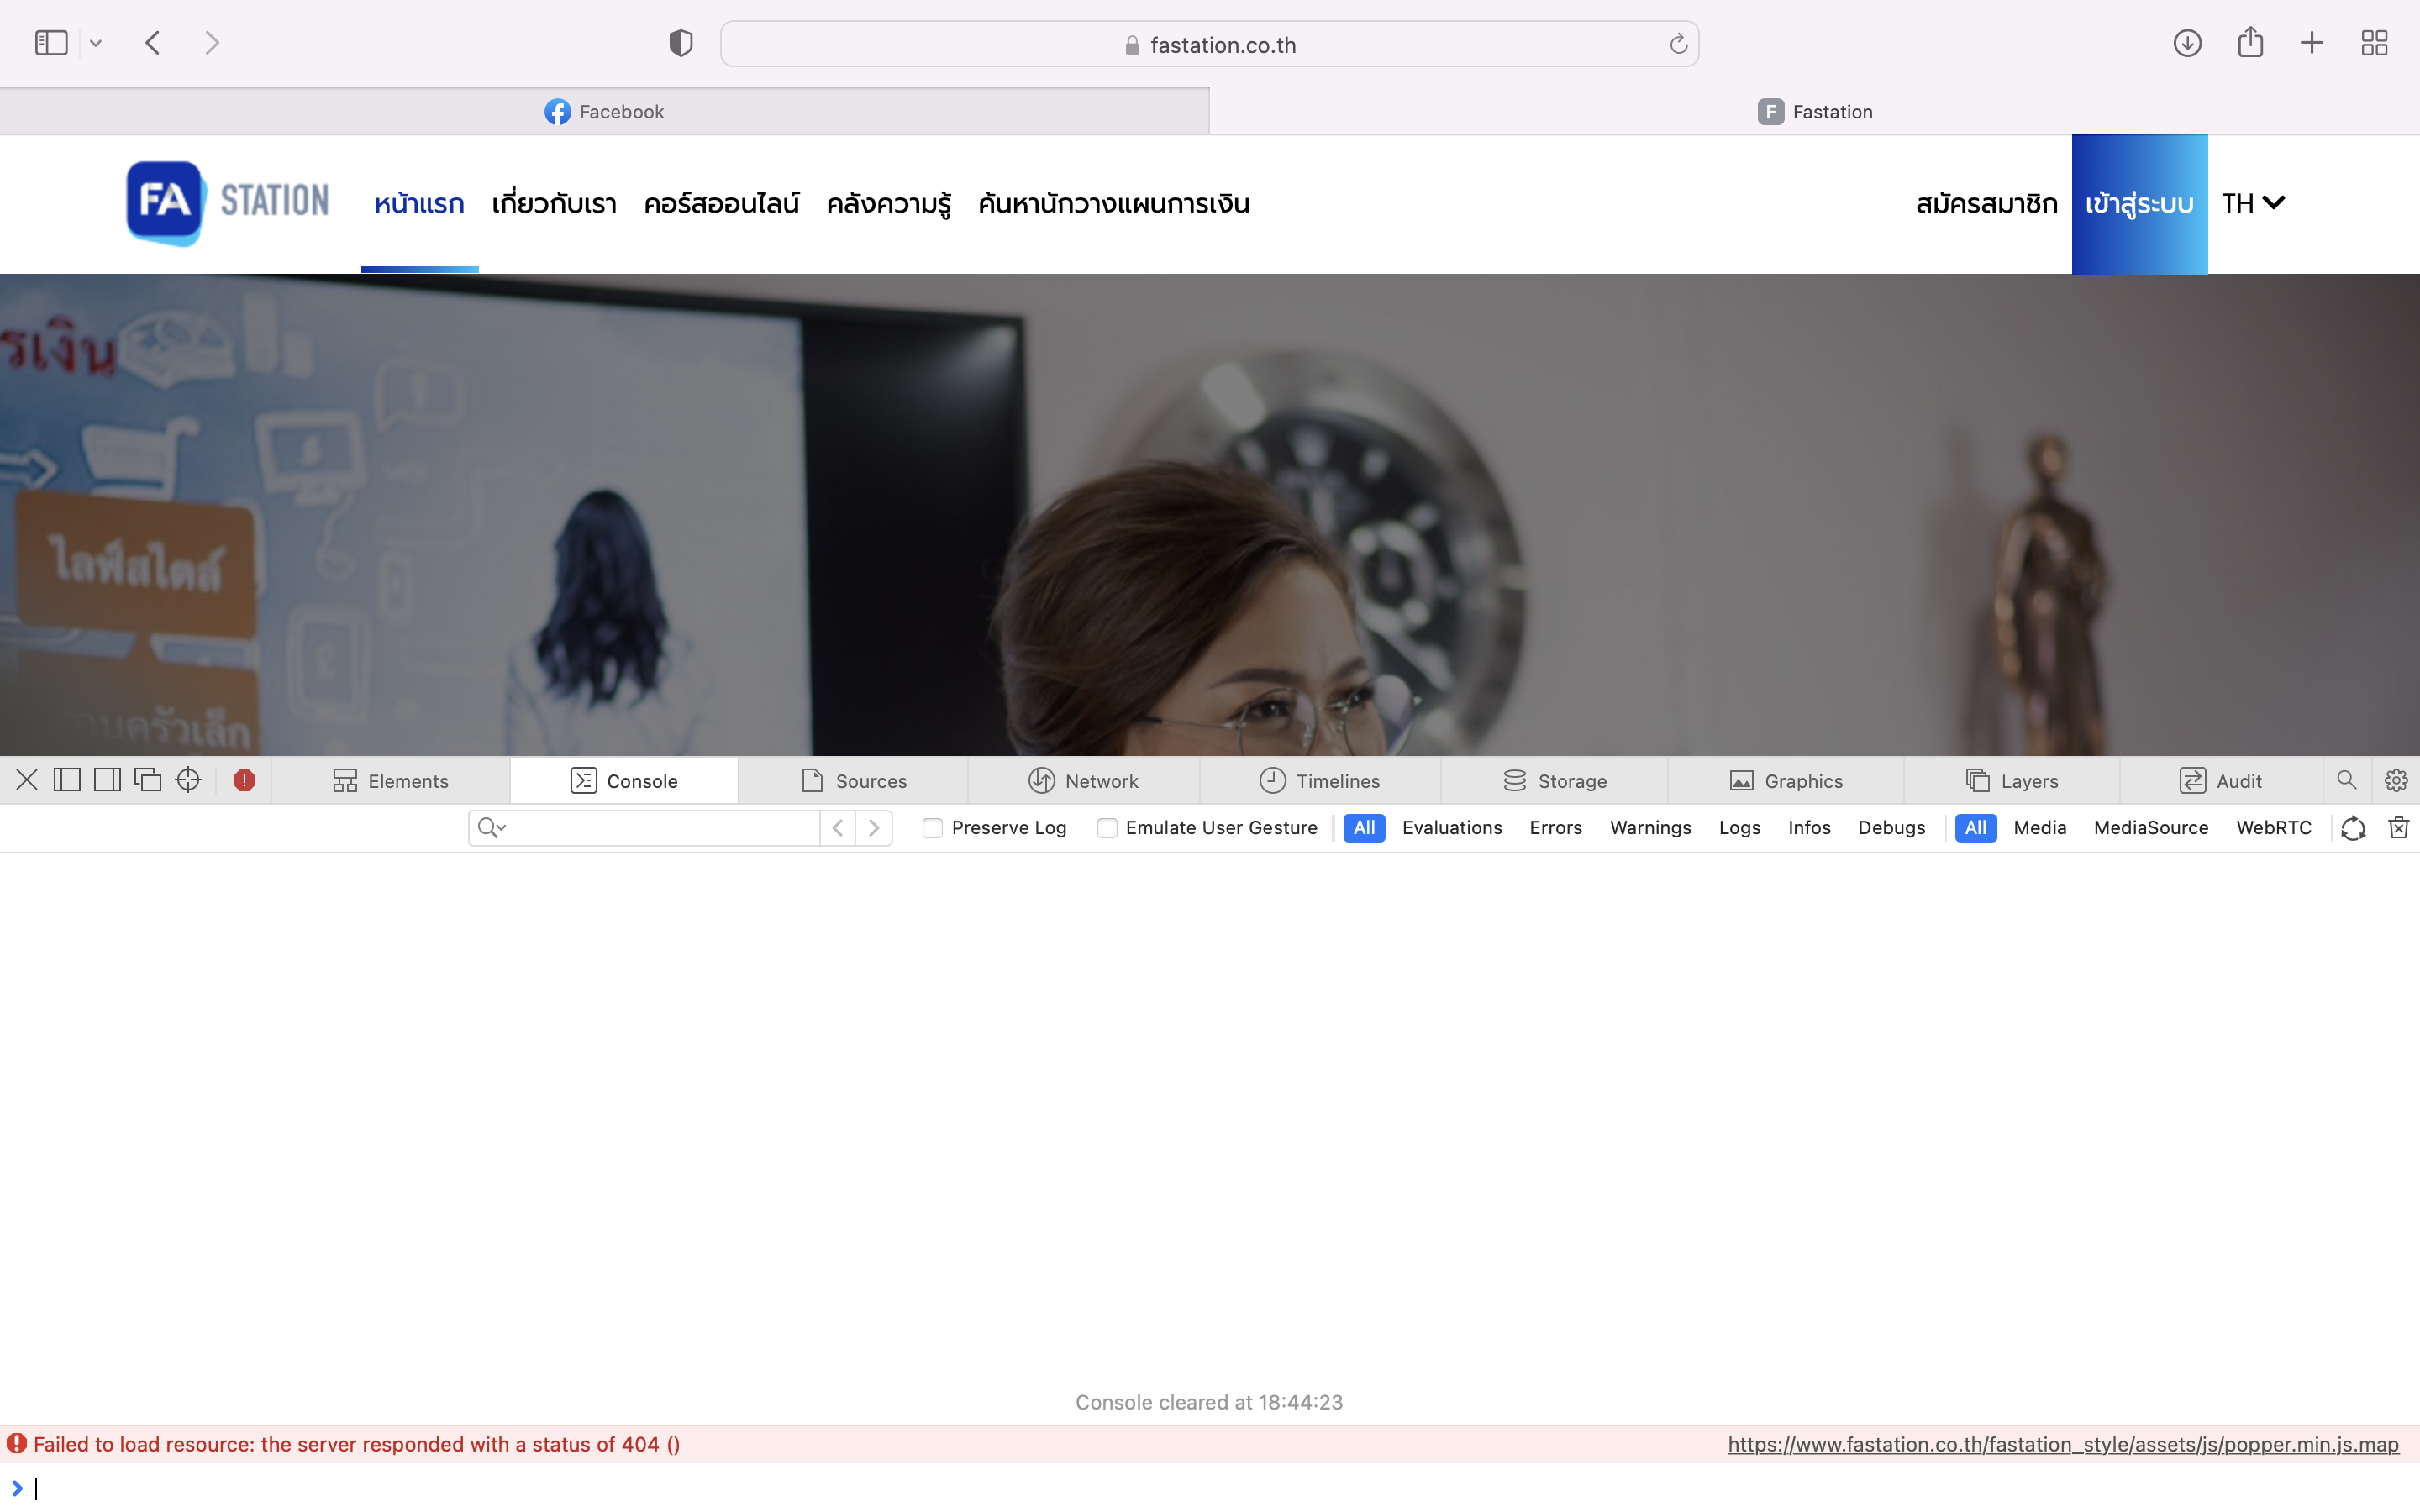 fastation.co.th
Facebook
F Fastation
FA STATION
หน้าแรก เกี่ยวกับเรา คอร์สออนไลน์ คลังความรู้ ค้นหานักวางแผนการเงิน สมัครสมาชิก เข้าสู่ระบบ TH
รเงิน
ไลฟ์สไตล์
อบครัวเล็ก
Elements Console Sources Network Timelines Storage Graphics Layers Audit
Preserve Log Emulate User Gesture All Evaluations Errors Warnings Logs Infos Debugs All Media MediaSource WebRTC
Console cleared at 18:44:23
Failed to load resource: the server responded with a status of 404 () https://www.fastation.co.th/fastation_style/assets/js/popper.min.js.map